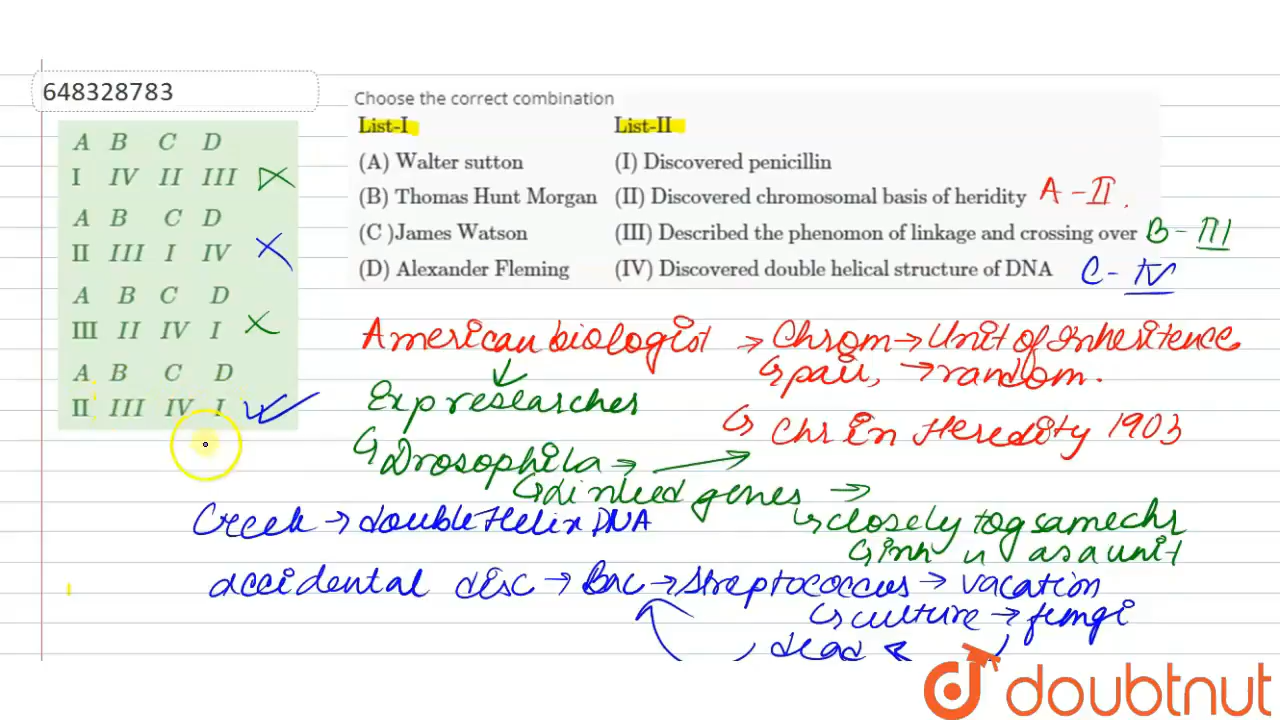 648328783
A B C D
I IV II III
A B C D
II III I IV
A B C D
III II IV I
A B C D
II III IV I
Choose the correct combination
List-I List-II
(A) Walter sutton (I) Discovered penicillin
(B) Thomas Hunt Morgan (II) Discovered chromosomal basis of heridity A - II.
(C )James Watson (III) Described the phenomon of linkage and crossing over B - III
(D) Alexander Fleming (IV) Discovered double helical structure of DNA C - IV
American biologist → Chrom → Unit of Inheritence
↳ pair, → random.
Exp researcher
↳ Chr in Heredity 1903
↳ Drosophila →
↳ Linked genes →
↳ closely tog same chr
↳ inh as a unit
Creek → double Helix DNA
accidental disc → Bac → Streptococcus → vacation
↳ culture → fungi
dead
doubtnut